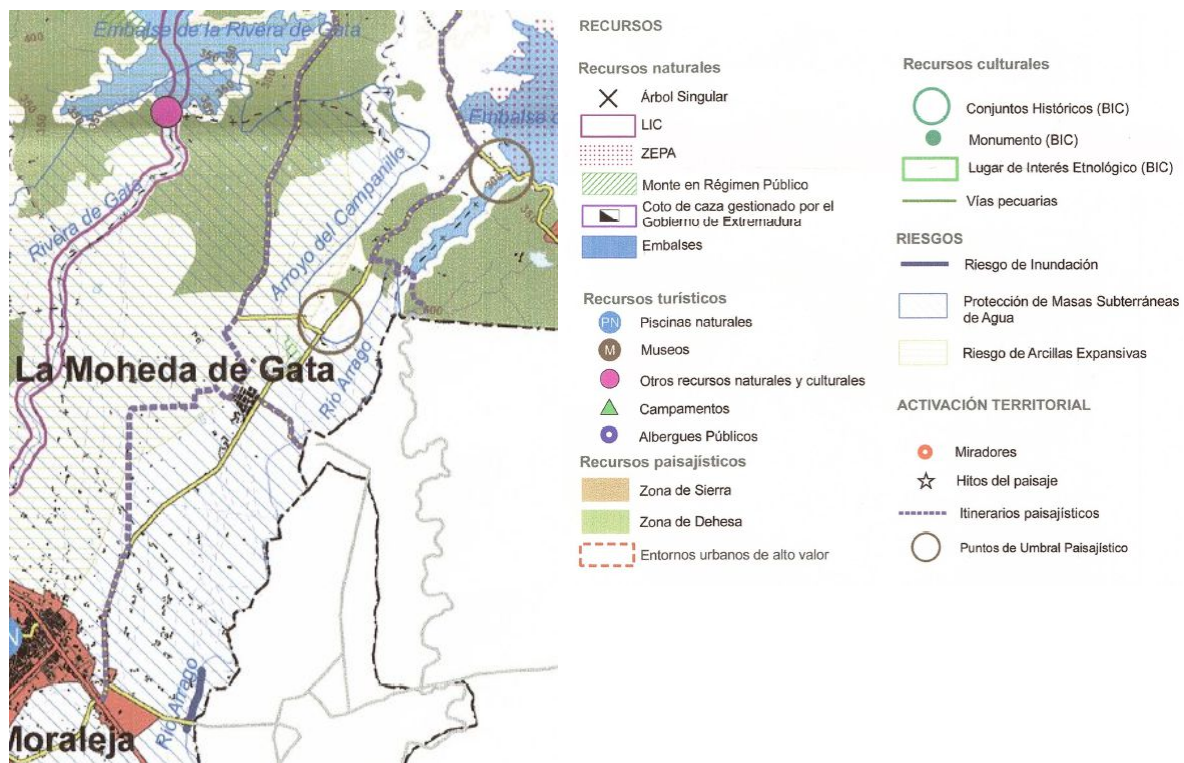 Embalse de la Rivera de Gata
400
Embalse d
Rivera de Gata
Arroyo del Campanillo
400
La Moheda de Gata
Río Arrago
Río Arrago
Moraleja
RECURSOS
Recursos naturales
Árbol Singular
LIC
ZEPA
Monte en Régimen Público
Coto de caza gestionado por el
Gobierno de Extremadura
Embalses
Recursos turísticos
PN Piscinas naturales
M Museos
Otros recursos naturales y culturales
Campamentos
Albergues Públicos
Recursos paisajísticos
Zona de Sierra
Zona de Dehesa
Entornos urbanos de alto valor
Recursos culturales
Conjuntos Históricos (BIC)
Monumento (BIC)
Lugar de Interés Etnológico (BIC)
Vías pecuarias
RIESGOS
Riesgo de Inundación
Protección de Masas Subterráneas
de Agua
Riesgo de Arcillas Expansivas
ACTIVACIÓN TERRITORIAL
Miradores
Hitos del paisaje
Itinerarios paisajísticos
Puntos de Umbral Paisajístico